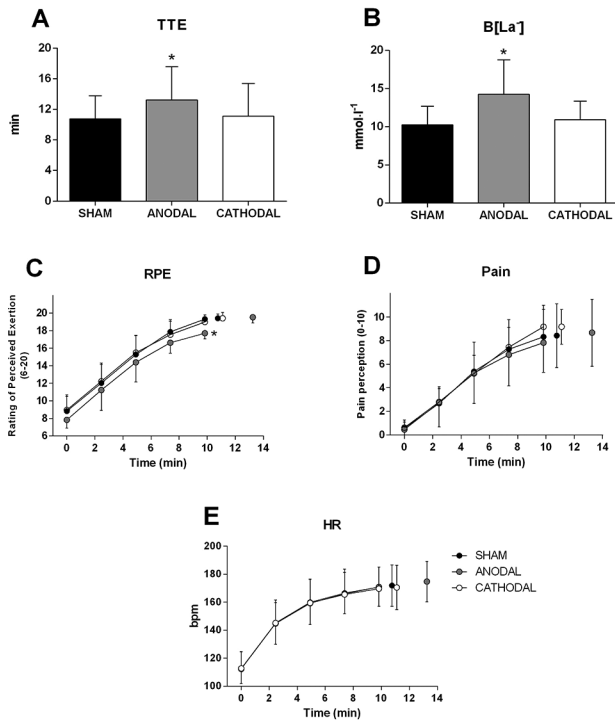 A
TTE
*
min
16
12
8
4
0
SHAM
ANODAL
CATHODAL
B
B[La-]
*
mmol·l-1
20
15
10
5
0
SHAM
ANODAL
CATHODAL
C
RPE
Rating of Perceived Exertion
(6-20)
20
18
16
14
12
10
8
6
*
0 2 4 6 8 10 12 14
Time (min)
D
Pain
Pain perception (0-10)
10
8
6
4
2
0
0 2 4 6 8 10 12 14
Time (min)
E
HR
bpm
200
180
160
140
120
100
0 2 4 6 8 10 12 14
Time (min)
SHAM
ANODAL
CATHODAL